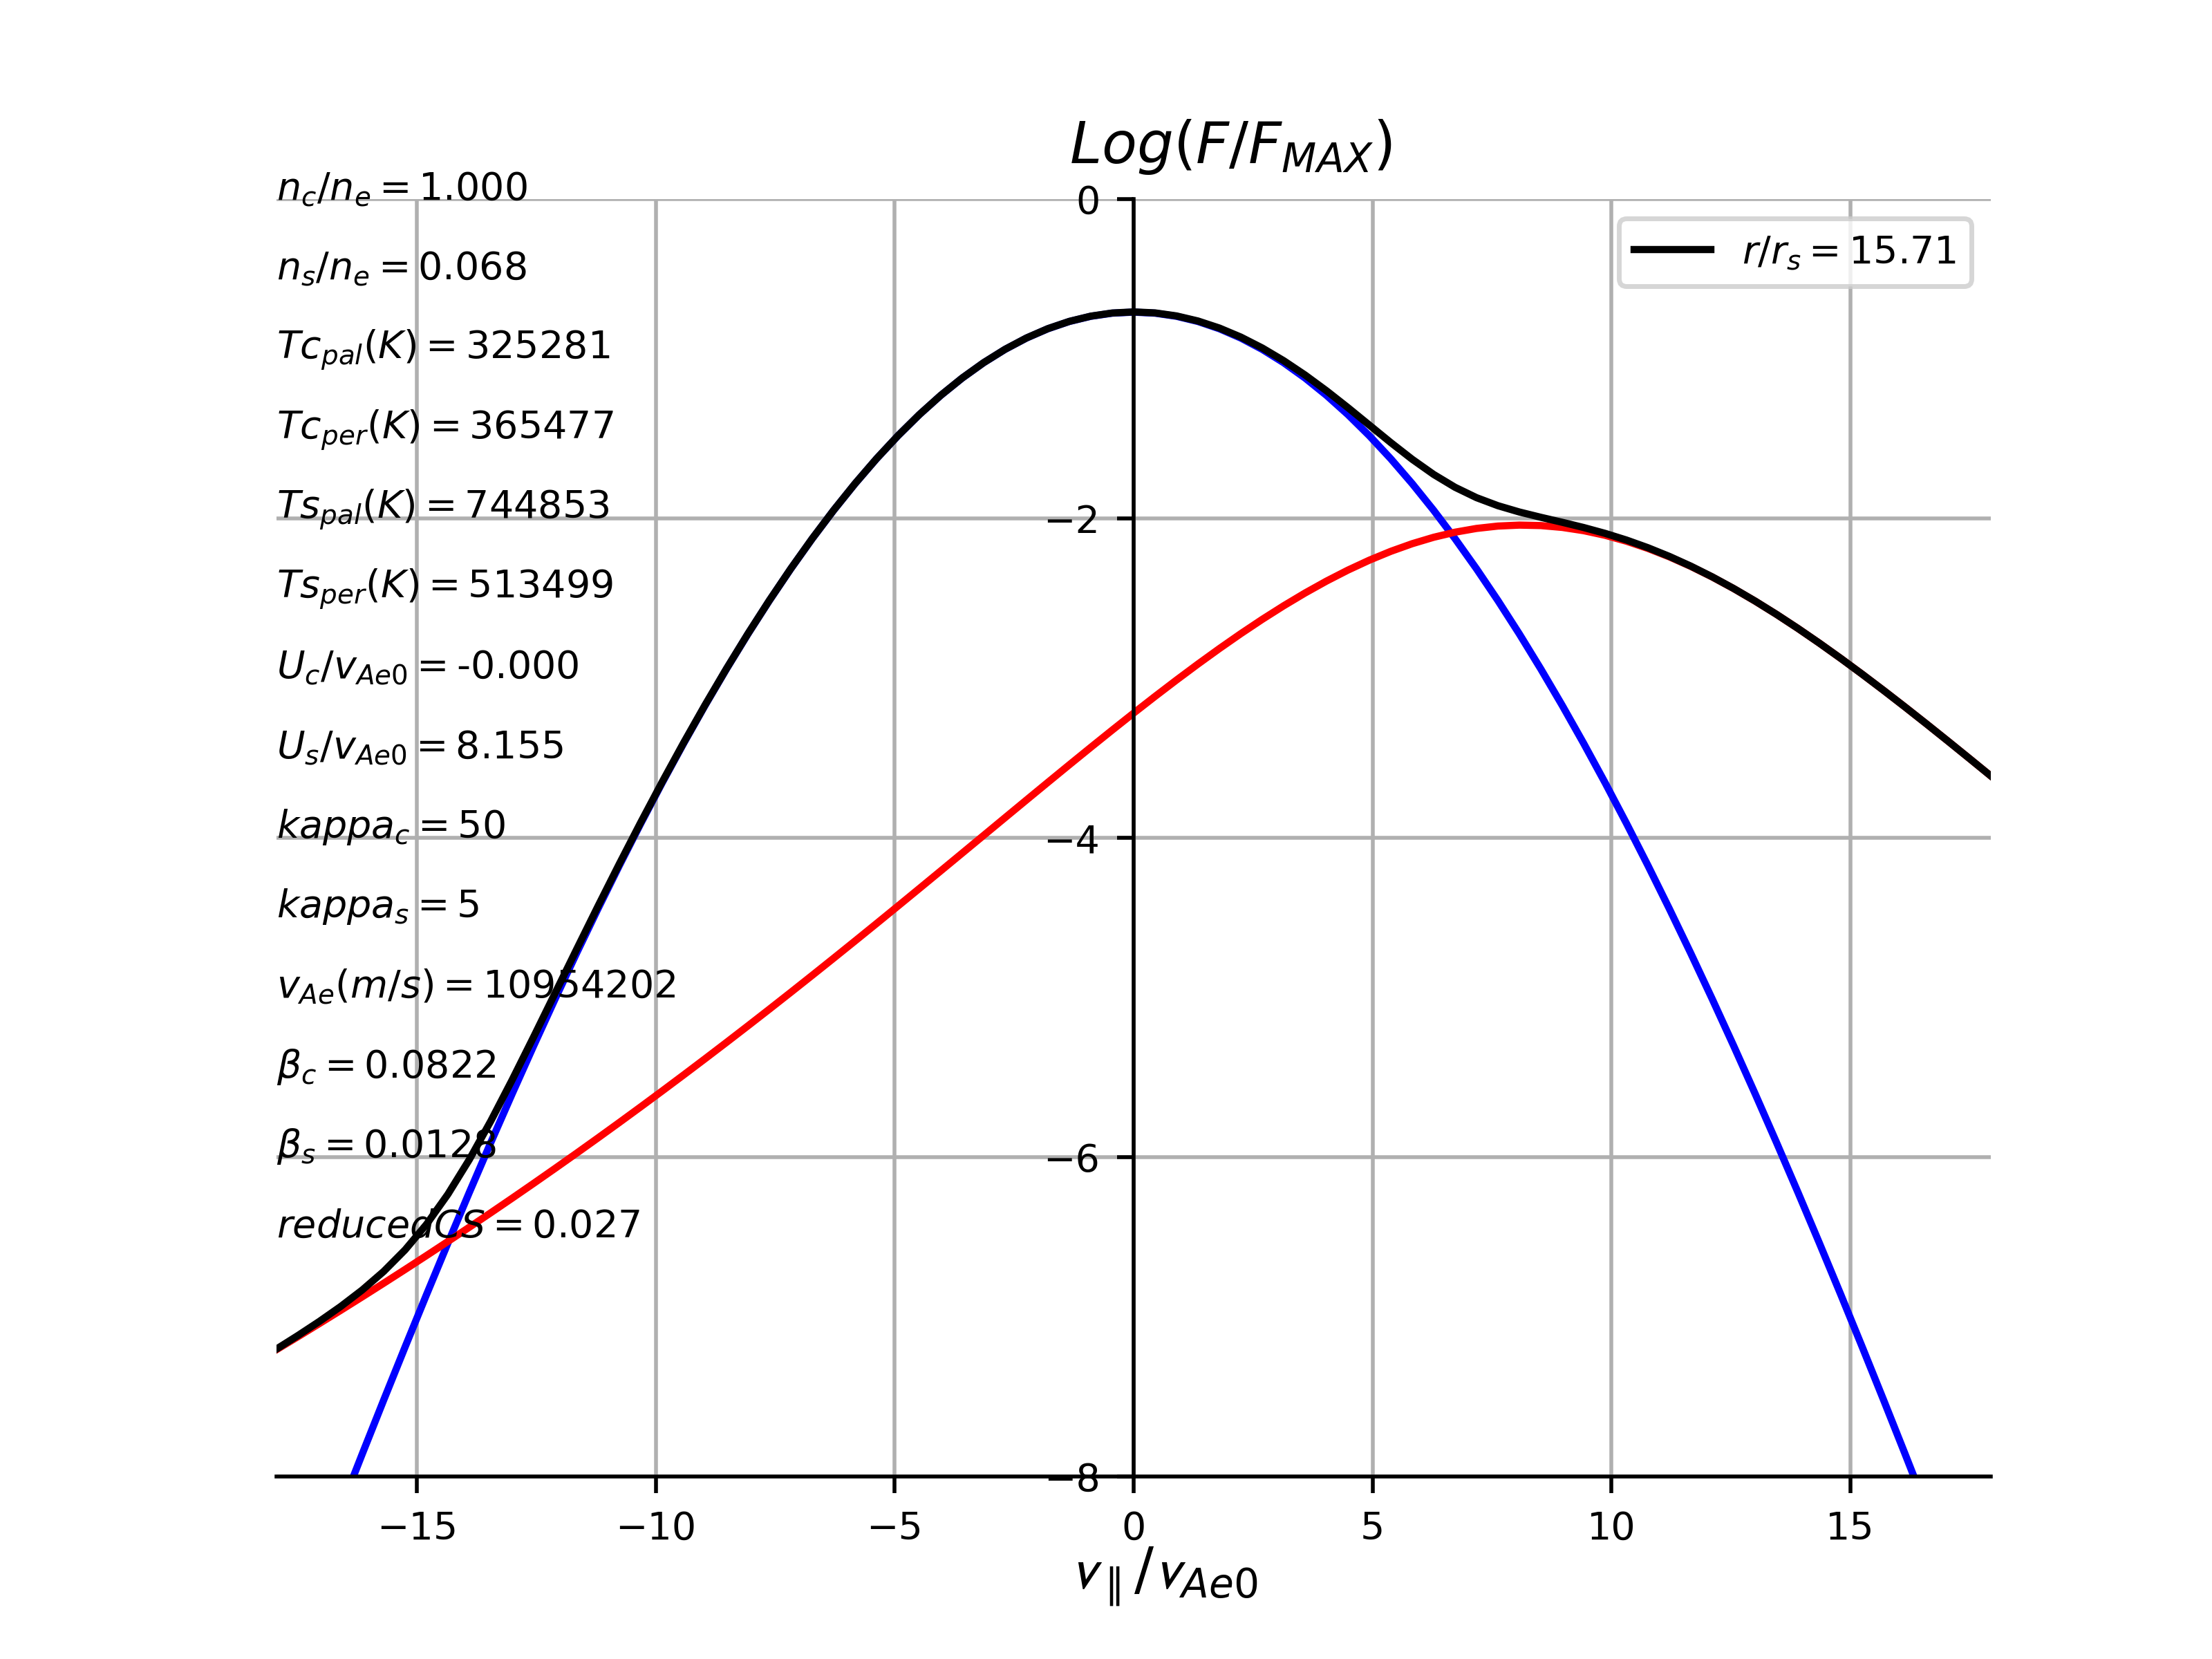 Log(F/F_MAX)
n_c/n_e = 1.000
n_s/n_e = 0.068
Tc_pal(K) = 325281
Tc_per(K) = 365477
Ts_pal(K) = 744853
Ts_per(K) = 513499
U_c/v_Ae0 = -0.000
U_s/v_Ae0 = 8.155
kappa_c = 50
kappa_s = 5
v_Ae(m/s) = 10954202
β_c = 0.0822
β_s = 0.0128
reducedCS = 0.027
r/r_s = 15.71
0
−2
−4
−6
−8
−15 −10 −5 0 5 10 15
v_∥/v_Ae0